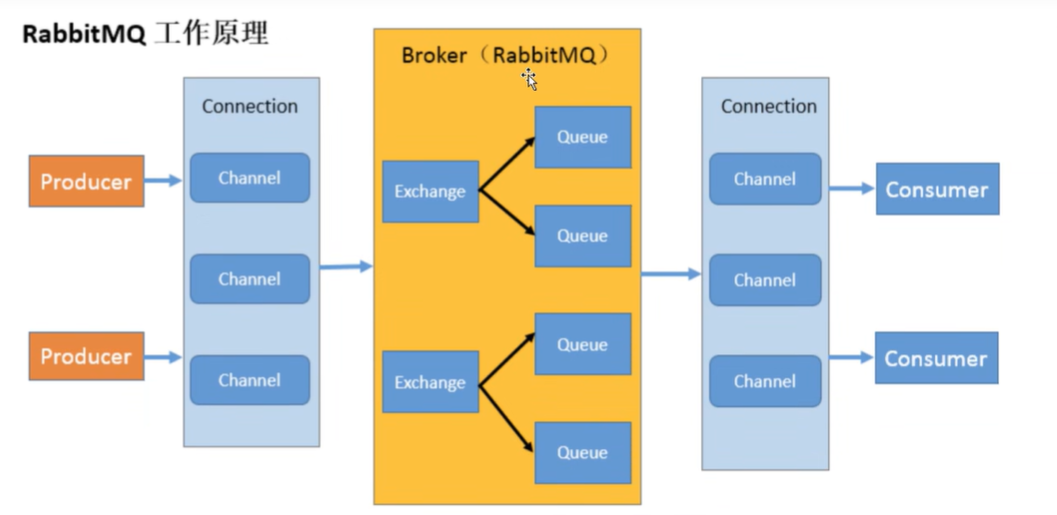 RabbitMQ 工作原理
Broker（RabbitMQ）
Connection
Connection
Producer
Channel
Exchange
Queue
Queue
Channel
Consumer
Channel
Channel
Producer
Channel
Exchange
Queue
Queue
Channel
Consumer